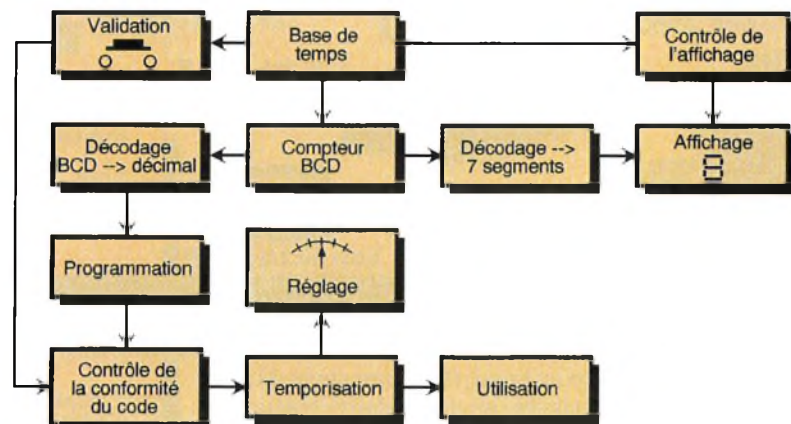 Validation
Base de
temps
Contrôle de
l'affichage
Décodage
BCD --> décimal
Compteur
BCD
Décodage -->
7 segments
Affichage
Programmation
Réglage
Contrôle de
la conformité
du code
Temporisation
Utilisation